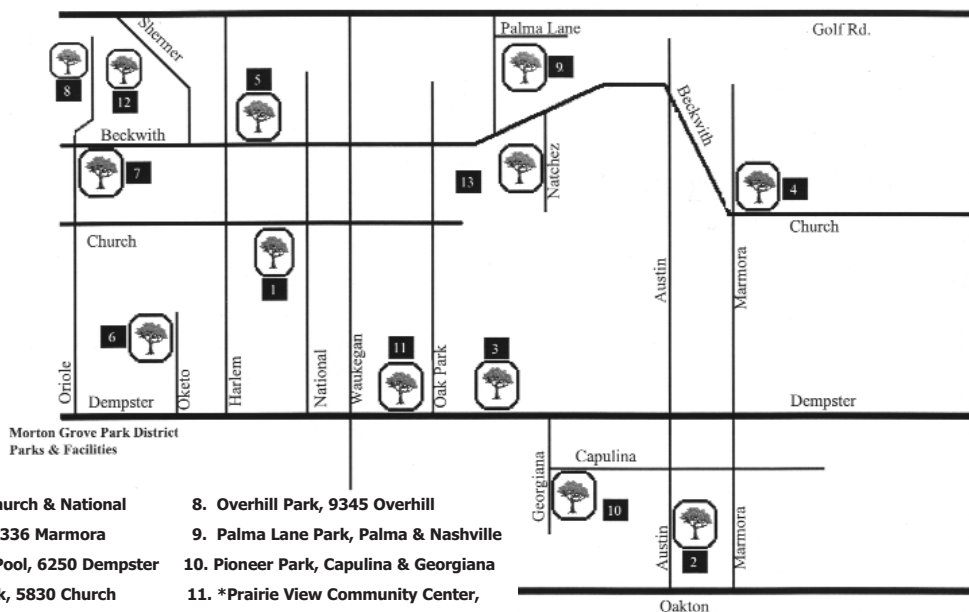 Palma Lane
Golf Rd.
Shermer
5
9
8
12
Beckwith
Beckwith
7
13
Natchez
4
Church
Church
1
Austin
Marmora
6
11
3
Oriole
Oketo
Harlem
National
Waukegan
Oak Park
Dempster
Dempster
Morton Grove Park District
Parks & Facilities
Capulina
Georgiana
10
Austin
Marmora
2
Oakton
urch & National
336 Marmora
Pool, 6250 Dempster
k, 5830 Church
8. Overhill Park, 9345 Overhill
9. Palma Lane Park, Palma & Nashville
10. Pioneer Park, Capulina & Georgiana
11. *Prairie View Community Center,